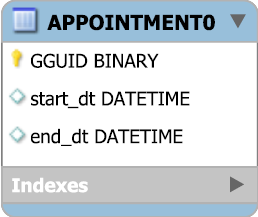 APPOINTMENT0
GGUID BINARY
start_dt DATETIME
end_dt DATETIME
Indexes